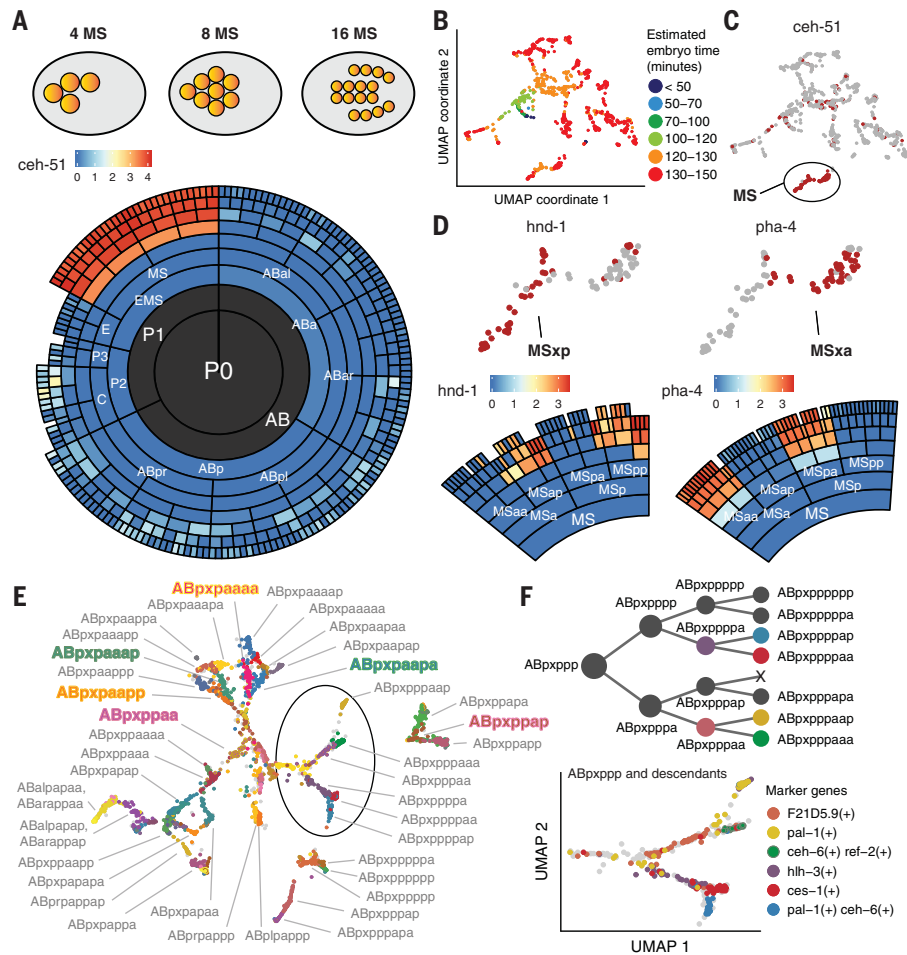 A
4 MS
8 MS
16 MS
ceh-51
0 1 2 3 4
MS
EMS
ABal
ABa
E
P1
P3
P0
P2
ABar
C
AB
ABpr
ABp
ABpl
B
UMAP coordinate 2
UMAP coordinate 1
Estimated
embryo time
(minutes)
< 50
50–70
70–100
100–120
120–130
130–150
C
ceh-51
MS
D
hnd-1
pha-4
MSxp
MSxa
hnd-1
0 1 2 3
pha-4
0 1 2 3
MSpp
MSpa
MSap
MSp
MSaa
MSa
MS
MSpp
MSpa
MSap
MSp
MSaa
MSa
MS
E
ABpxpaaaa
ABpxpaaapa
ABpxpaaaap
ABpxpaappa
ABpxpaaaaa
ABpxpaaapp
ABpxpaapaa
ABpxpaaap
ABpxpaapap
ABpxpaappp
ABpxpaapa
ABpxpaapp
ABpxpppaap
ABpxppaa
ABpxppap
ABpxppaaaa
ABpxppapp
ABpxppaaa
ABpxpppaaa
ABpxpapap
ABpxpppaa
ABalpapaa,
ABarappaa
ABpxppppa
ABalpapap,
ABarappap
ABpxppppaa
ABpxppppap
ABpxppaapp
ABpxpapapa
ABpxpppppa
ABprpappap
ABpxpppppp
ABpxppppp
ABpxpapaa
ABpxpppap
ABprpappp
ABplpappp
ABpxpppapa
F
ABpxppppp
ABpxpppppp
ABpxpppp
ABpxpppppa
ABpxppppa
ABpxppppap
ABpxppp
ABpxppppaa
X
ABpxpppap
ABpxpppapa
ABpxpppa
ABpxpppaap
ABpxpppaa
ABpxpppaaa
ABpxppp and descendants
UMAP 2
UMAP 1
Marker genes
F21D5.9(+)
pal-1(+)
ceh-6(+) ref-2(+)
hlh-3(+)
ces-1(+)
pal-1(+) ceh-6(+)